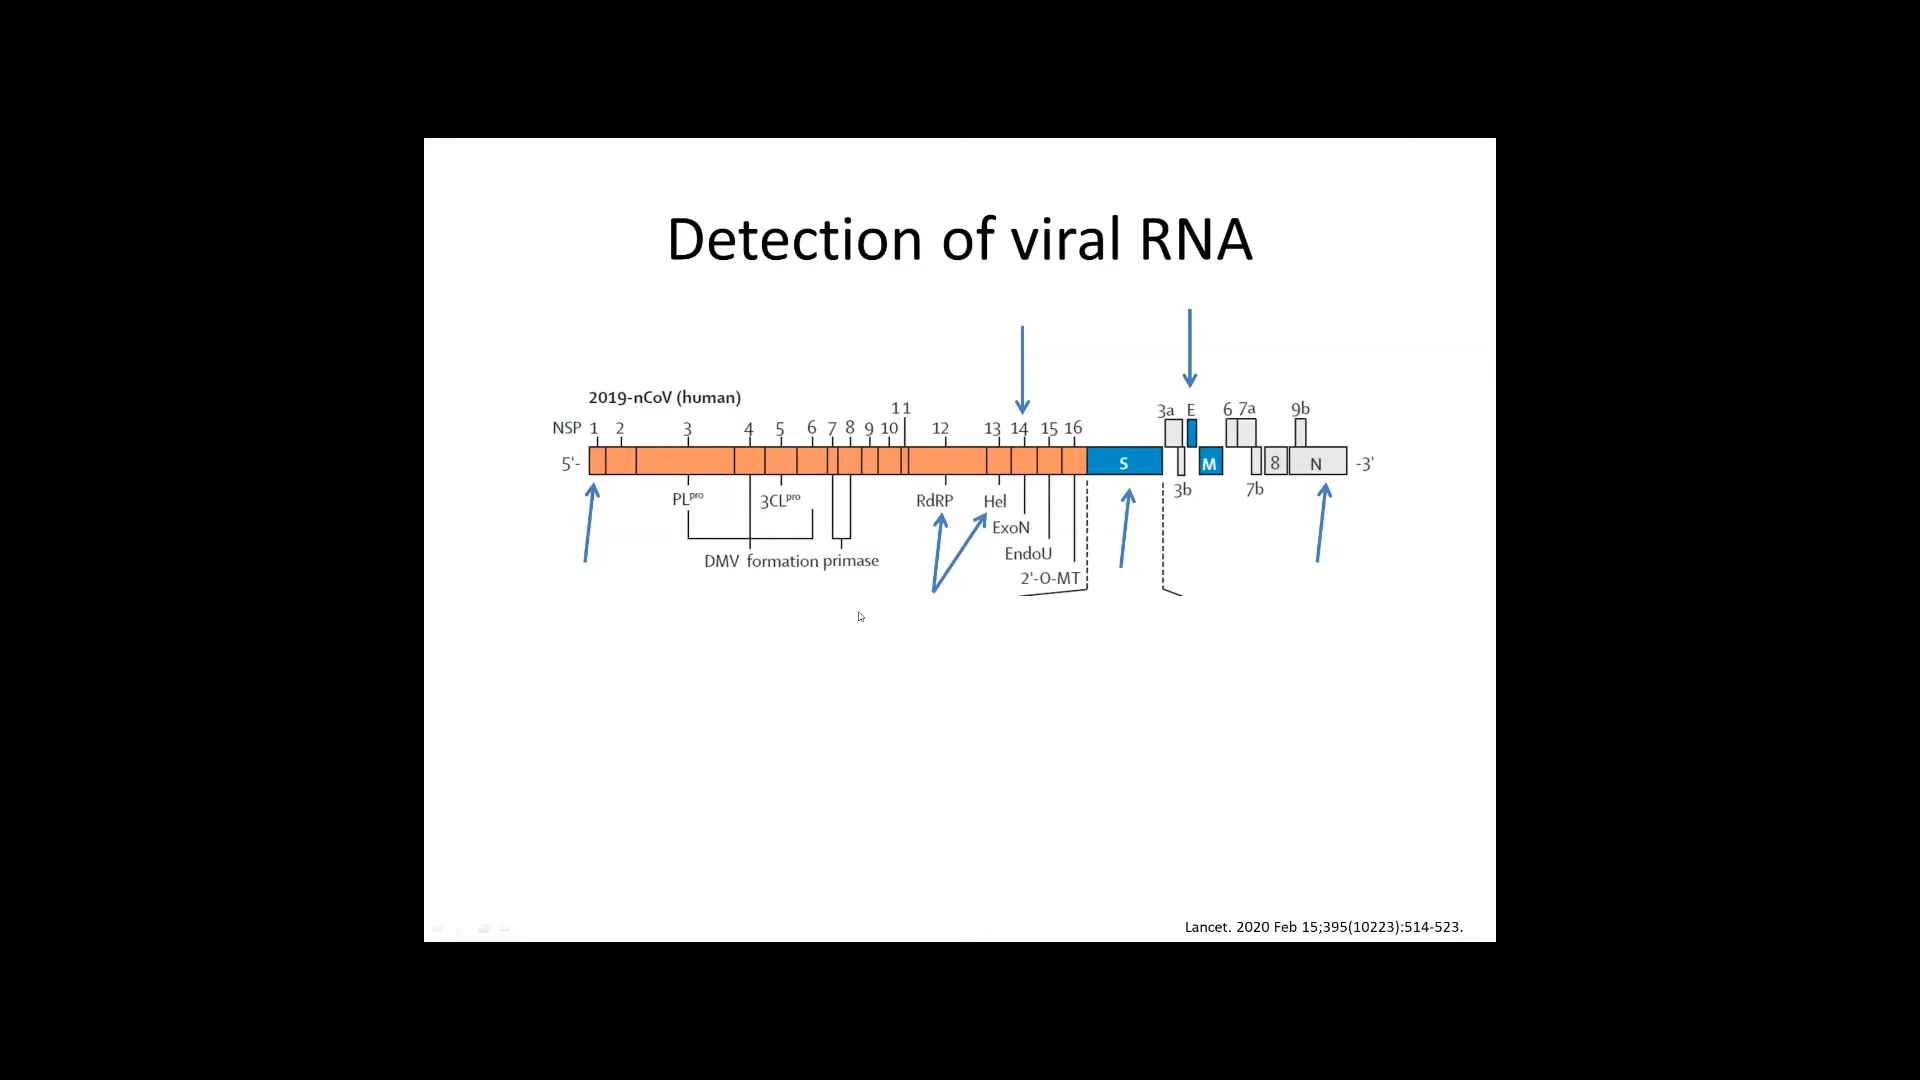 Detection of viral RNA
2019-nCoV (human)
NSP 1 2 3 4 5 6 7 8 9 10 11 12 13 14 15 16
3a E 6 7a 9b
5'- S M 8 N -3'
3b 7b
PLpro 3CLpro RdRP Hel
ExoN
EndoU
DMV formation primase
2'-O-MT
Lancet. 2020 Feb 15;395(10223):514-523.